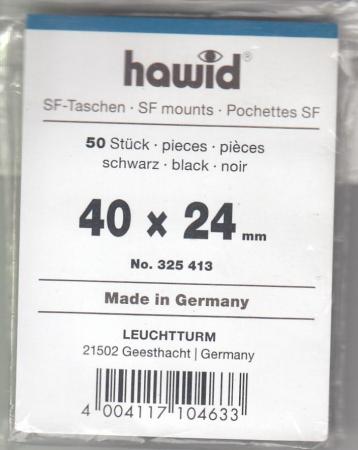 hawid®
SF-Taschen · SF mounts · Pochettes SF
50 Stück · pieces · pièces
schwarz · black · noir
40 x 24 mm
No. 325 413
Made in Germany
LEUCHTTURM
21502 Geesthacht | Germany
4 004117 104633